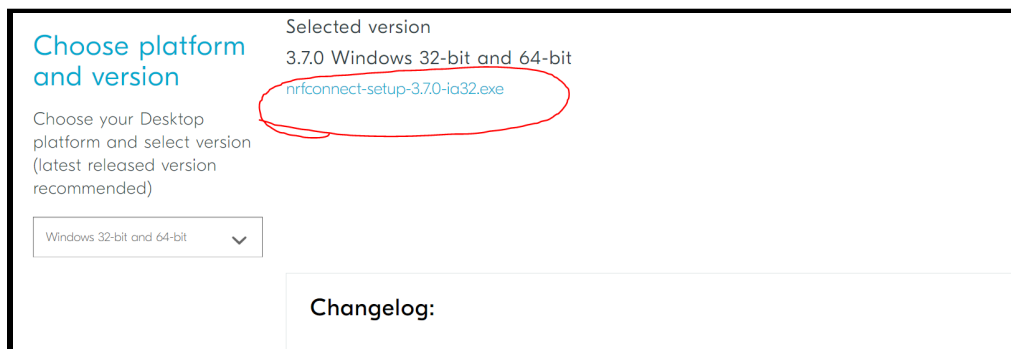 Choose platform
and version
Choose your Desktop
platform and select version
(latest released version
recommended)
Windows 32-bit and 64-bit
Selected version
3.7.0 Windows 32-bit and 64-bit
nrfconnect-setup-3.7.0-ia32.exe
Changelog: